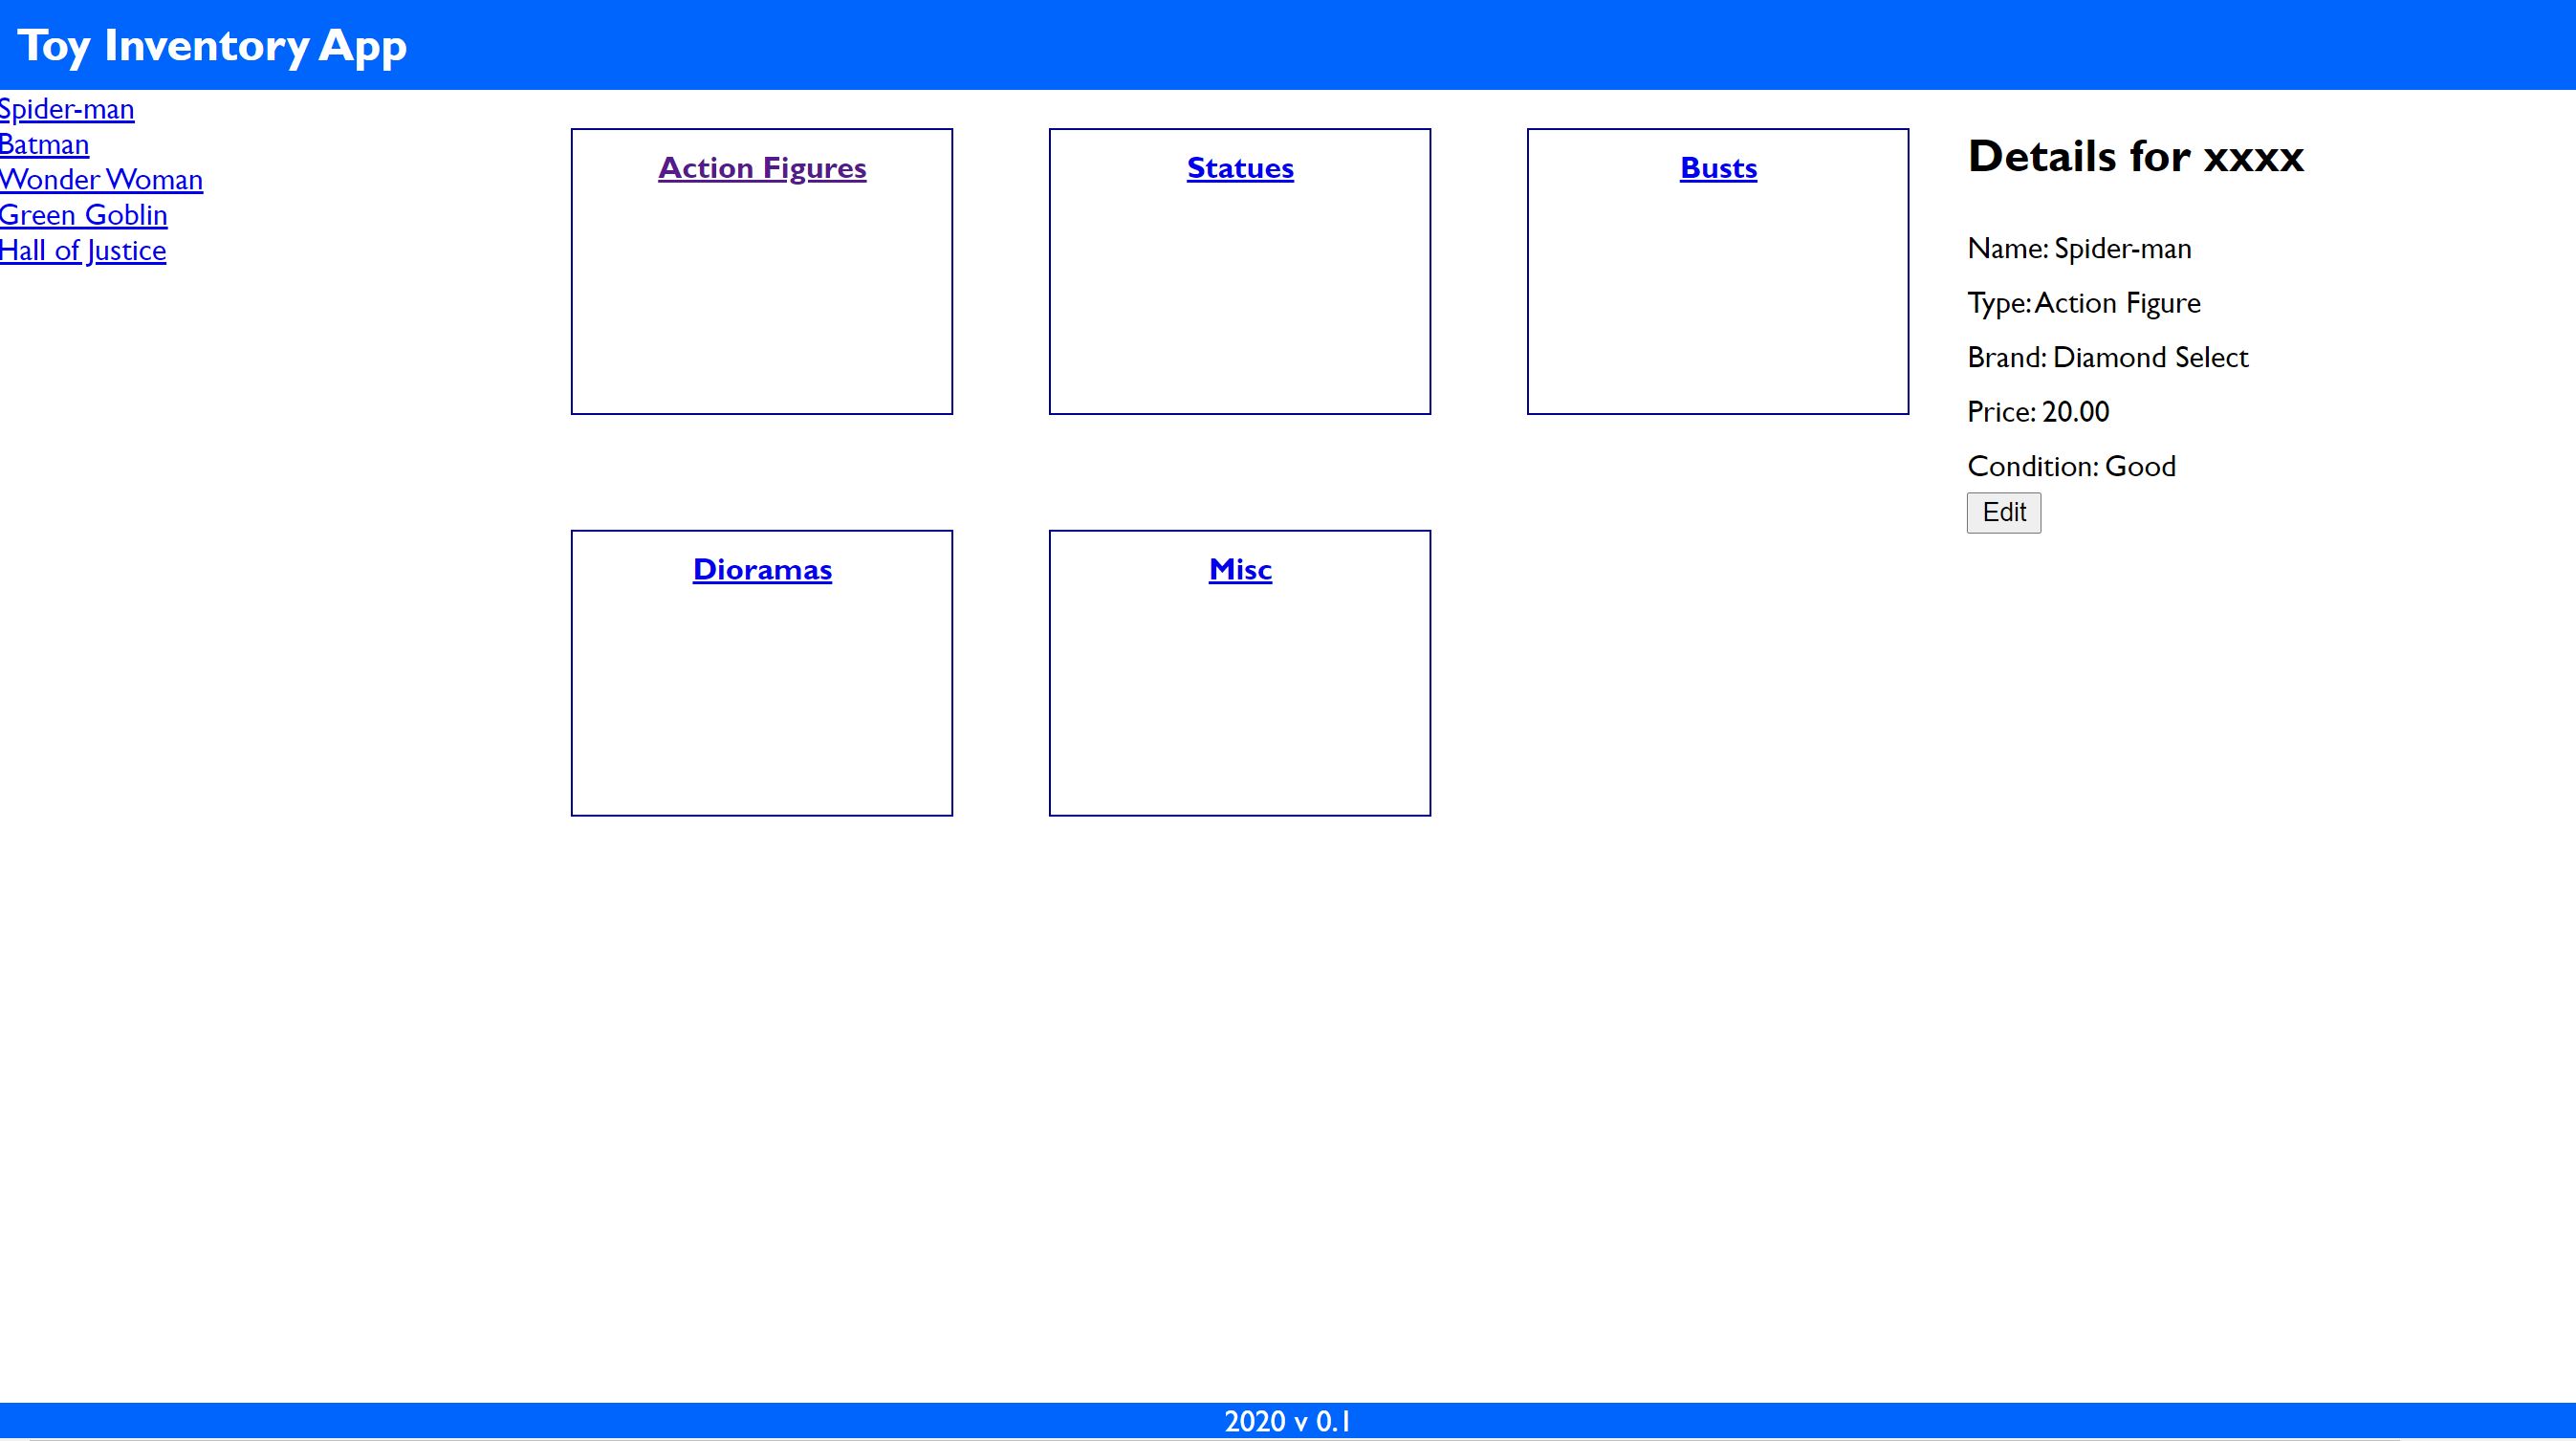 Toy Inventory App
Spider-man
Batman
Wonder Woman
Green Goblin
Hall of Justice
Action Figures
Statues
Busts
Dioramas
Misc
Details for xxxx
Name: Spider-man
Type: Action Figure
Brand: Diamond Select
Price: 20.00
Condition: Good
Edit
2020 v 0.1